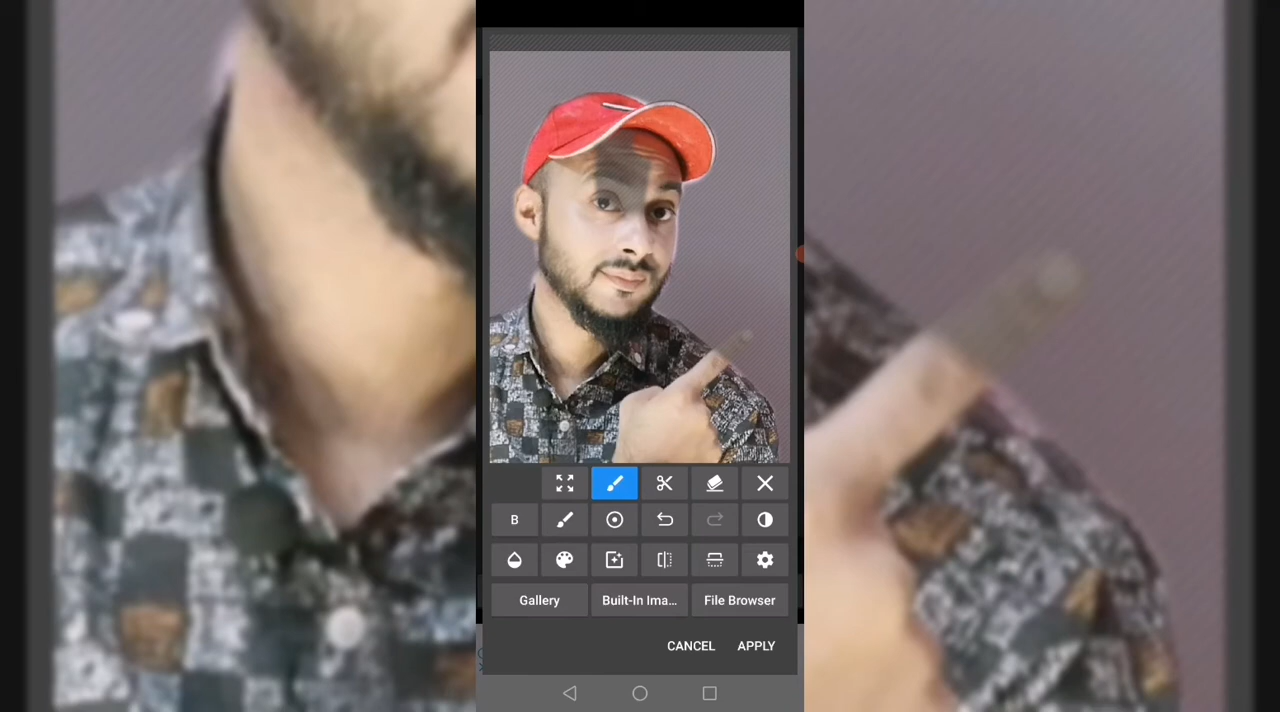 B
Gallery
Built-In Ima...
File Browser
CANCEL
APPLY